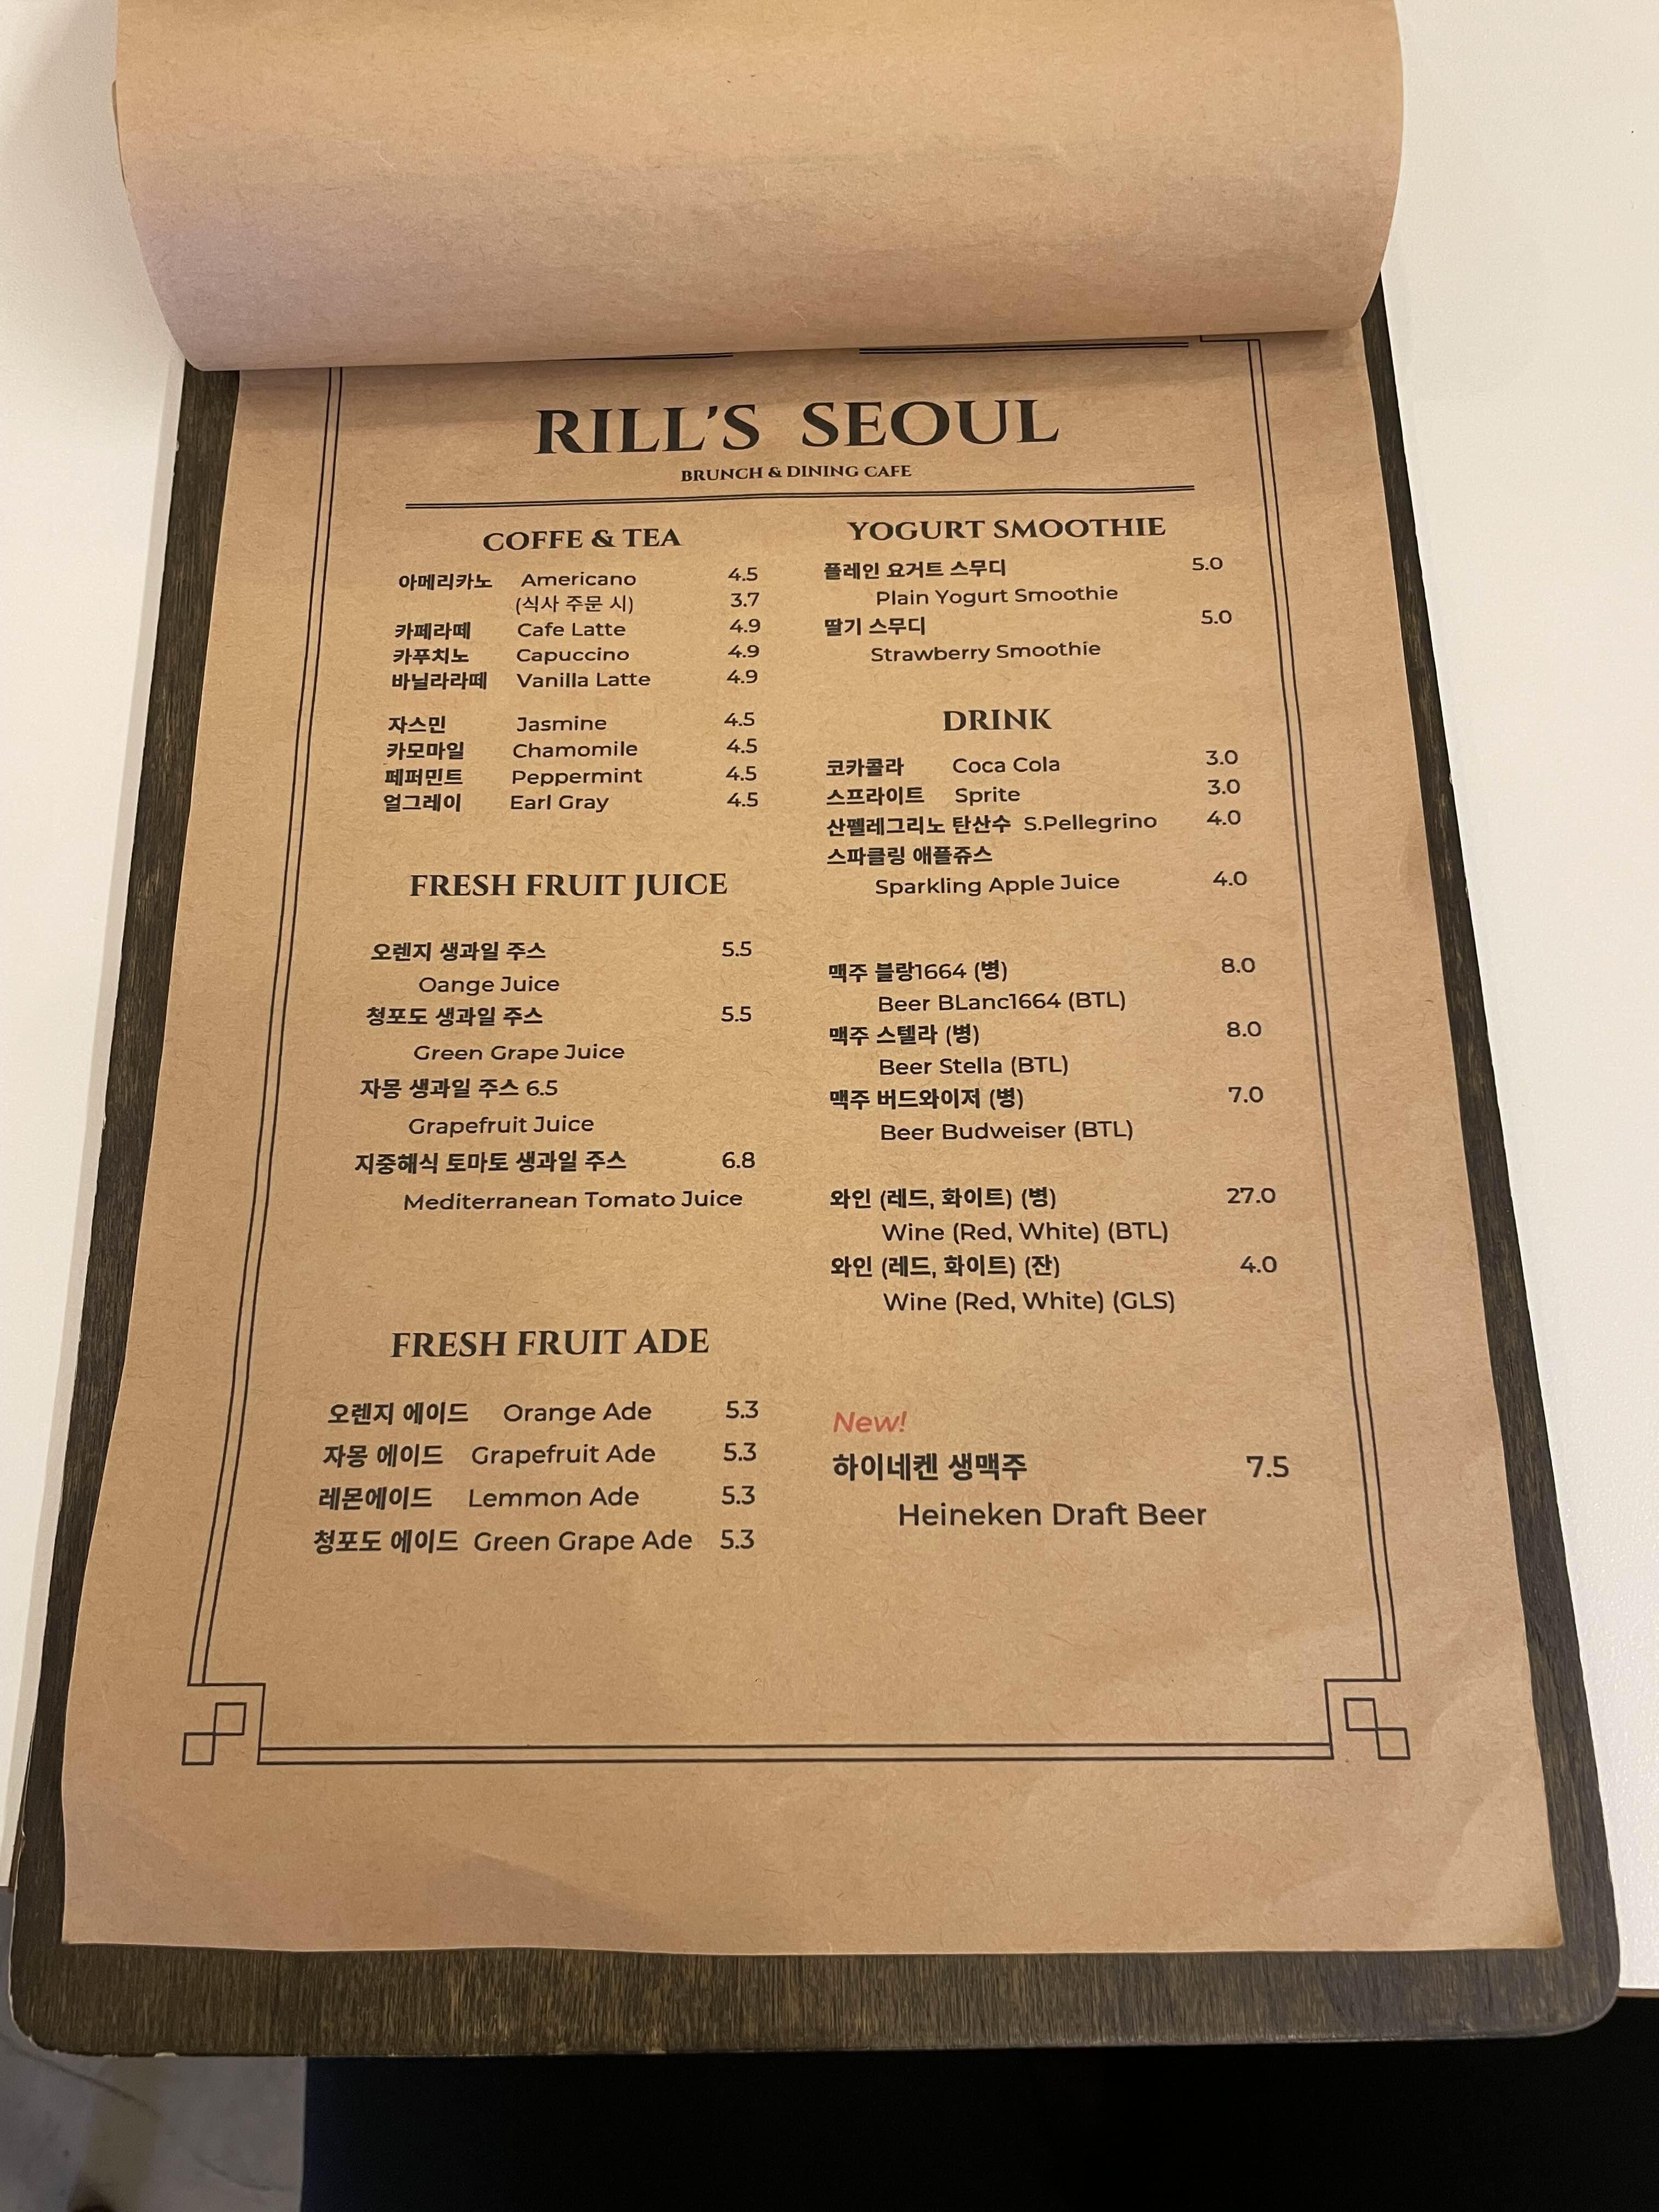 RILL'S SEOUL
BRUNCH & DINING CAFE
COFFE & TEA
아메리카노 Americano 4.5
(식사 주문 시) 3.7
카페라떼 Cafe Latte 4.9
카푸치노 Capuccino 4.9
바닐라라떼 Vanilla Latte 4.9
자스민 Jasmine 4.5
카모마일 Chamomile 4.5
페퍼민트 Peppermint 4.5
얼그레이 Earl Gray 4.5
FRESH FRUIT JUICE
오렌지 생과일 주스 5.5
Oange Juice
청포도 생과일 주스 5.5
Green Grape Juice
자몽 생과일 주스 6.5
Grapefruit Juice
지중해식 토마토 생과일 주스 6.8
Mediterranean Tomato Juice
FRESH FRUIT ADE
오렌지 에이드 Orange Ade 5.3
자몽 에이드 Grapefruit Ade 5.3
레몬에이드 Lemmon Ade 5.3
청포도 에이드 Green Grape Ade 5.3
YOGURT SMOOTHIE
플레인 요거트 스무디 5.0
Plain Yogurt Smoothie
딸기 스무디 5.0
Strawberry Smoothie
DRINK
코카콜라 Coca Cola 3.0
스프라이트 Sprite 3.0
산펠레그리노 탄산수 S.Pellegrino 4.0
스파클링 애플쥬스
Sparkling Apple Juice 4.0
맥주 블랑1664 (병) 8.0
Beer BLanc1664 (BTL)
맥주 스텔라 (병) 8.0
Beer Stella (BTL)
맥주 버드와이저 (병) 7.0
Beer Budweiser (BTL)
와인 (레드, 화이트) (병) 27.0
Wine (Red, White) (BTL)
와인 (레드, 화이트) (잔) 4.0
Wine (Red, White) (GLS)
New!
하이네켄 생맥주 7.5
Heineken Draft Beer